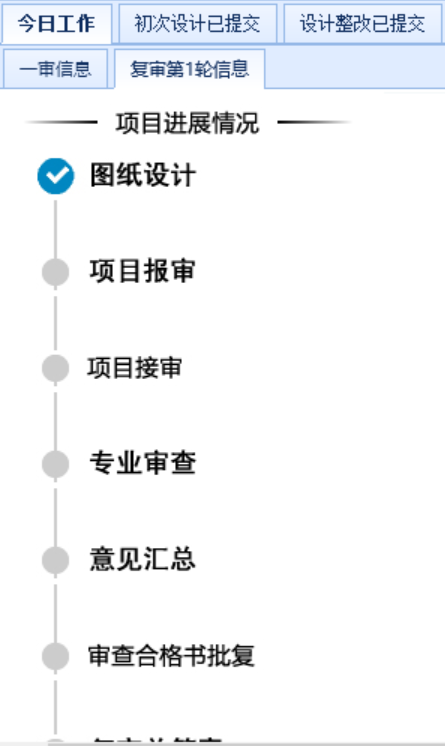 今日工作 初次设计已提交 设计整改已提交
一审信息 复审第1轮信息
项目进展情况
图纸设计
项目报审
项目接审
专业审查
意见汇总
审查合格书批复